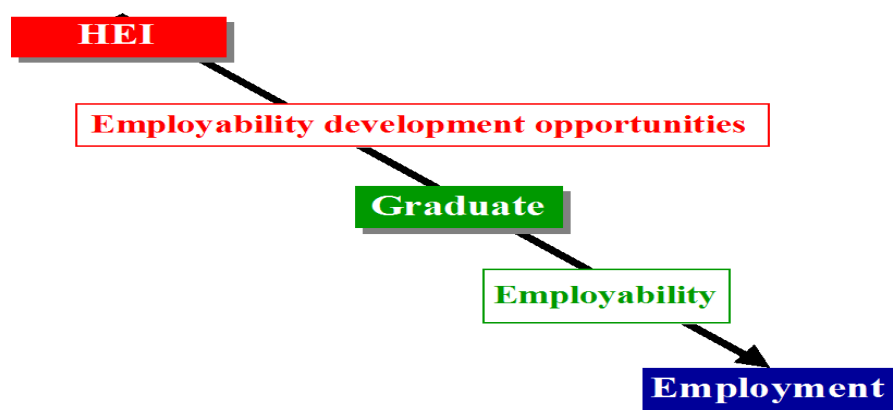 HEI
Employability development opportunities
Graduate
Employability
Employment